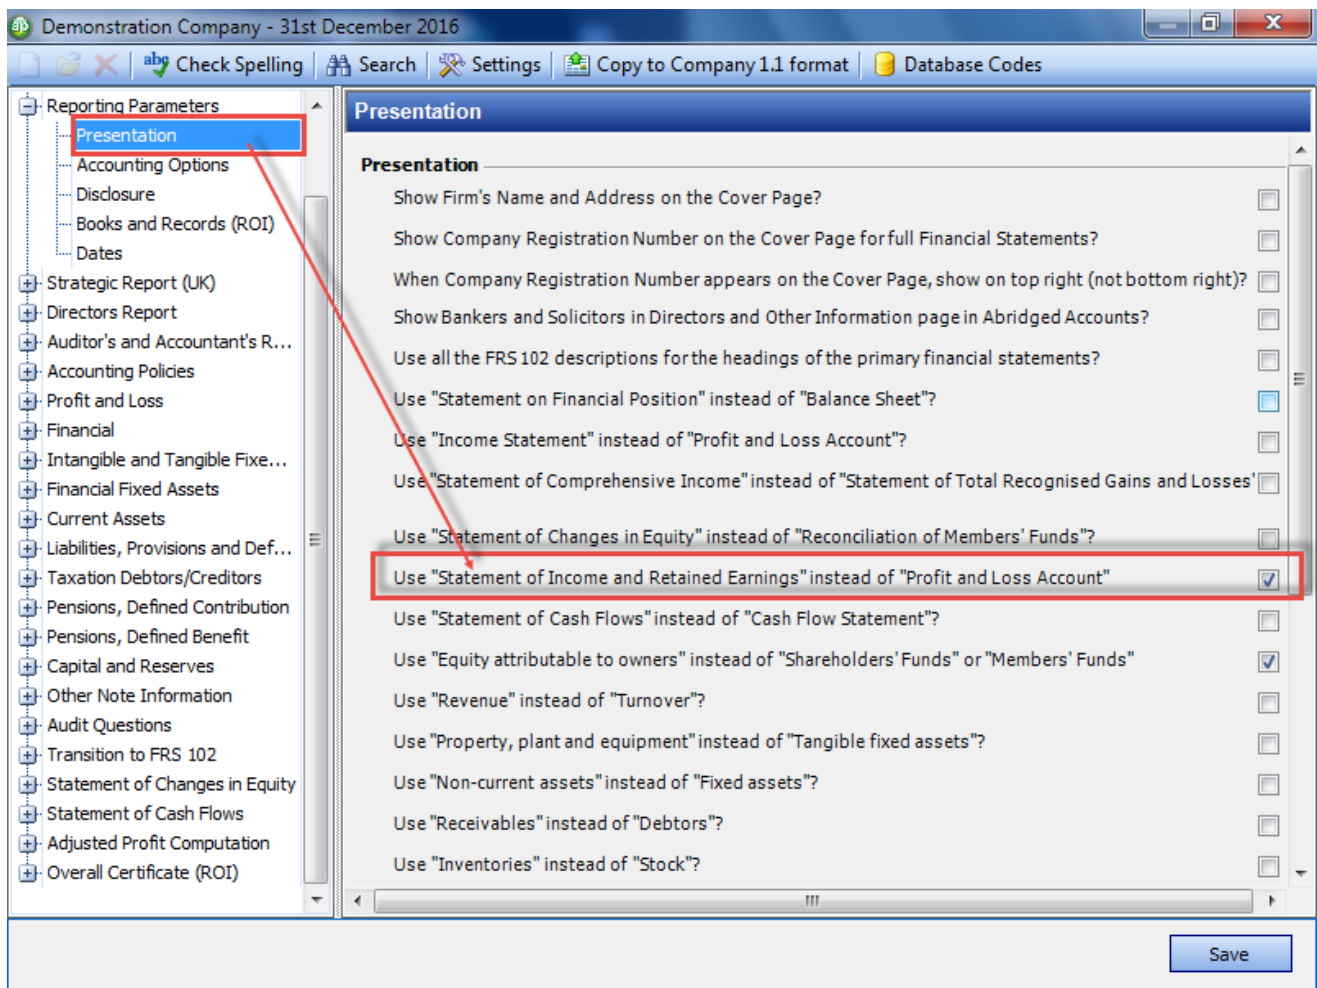 Demonstration Company - 31st December 2016
Check Spelling
Search
Settings
Copy to Company 1.1 format
Database Codes
Reporting Parameters
Presentation
Accounting Options
Disclosure
Books and Records (ROI)
Dates
Strategic Report (UK)
Directors Report
Auditor's and Accountant's R...
Accounting Policies
Profit and Loss
Financial
Intangible and Tangible Fixe...
Financial Fixed Assets
Current Assets
Liabilities, Provisions and Def...
Taxation Debtors/Creditors
Pensions, Defined Contribution
Pensions, Defined Benefit
Capital and Reserves
Other Note Information
Audit Questions
Transition to FRS 102
Statement of Changes in Equity
Statement of Cash Flows
Adjusted Profit Computation
Overall Certificate (ROI)
Presentation
Presentation
Show Firm's Name and Address on the Cover Page?
Show Company Registration Number on the Cover Page for full Financial Statements?
When Company Registration Number appears on the Cover Page, show on top right (not bottom right)?
Show Bankers and Solicitors in Directors and Other Information page in Abridged Accounts?
Use all the FRS 102 descriptions for the headings of the primary financial statements?
Use "Statement on Financial Position" instead of "Balance Sheet"?
Use "Income Statement" instead of "Profit and Loss Account"?
Use "Statement of Comprehensive Income" instead of "Statement of Total Recognised Gains and Losses'
Use "Statement of Changes in Equity" instead of "Reconciliation of Members' Funds"?
Use "Statement of Income and Retained Earnings" instead of "Profit and Loss Account"
Use "Statement of Cash Flows" instead of "Cash Flow Statement"?
Use "Equity attributable to owners" instead of "Shareholders' Funds" or "Members' Funds"
Use "Revenue" instead of "Turnover"?
Use "Property, plant and equipment" instead of "Tangible fixed assets"?
Use "Non-current assets" instead of "Fixed assets"?
Use "Receivables" instead of "Debtors"?
Use "Inventories" instead of "Stock"?
Save